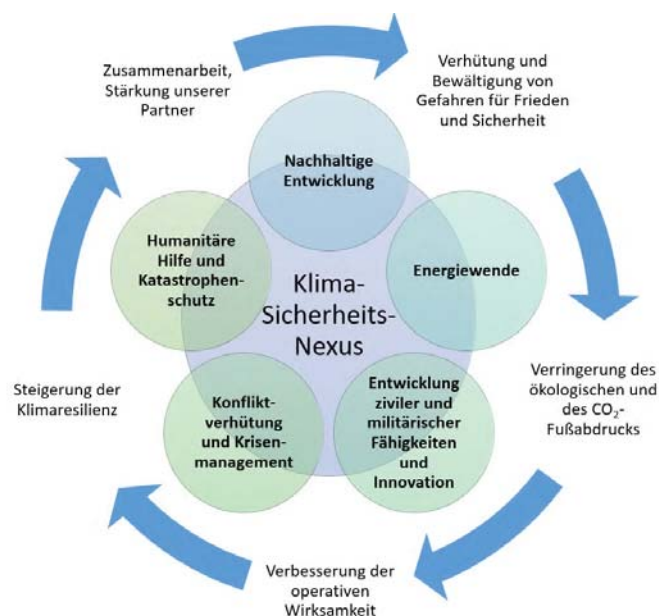 Zusammenarbeit,
Stärkung unserer
Partner
Verhütung und
Bewältigung von
Gefahren für Frieden
und Sicherheit
Nachhaltige
Entwicklung
Humanitäre
Hilfe und
Katastrophen-
schutz
Energiewende
Klima-
Sicherheits-
Nexus
Steigerung der
Klimaresilienz
Konflikt-
verhütung
und Krisen-
management
Entwicklung
ziviler und
militärischer
Fähigkeiten
und
Innovation
Verringerung des
ökologischen und
des CO₂-
Fußabdrucks
Verbesserung der
operativen
Wirksamkeit